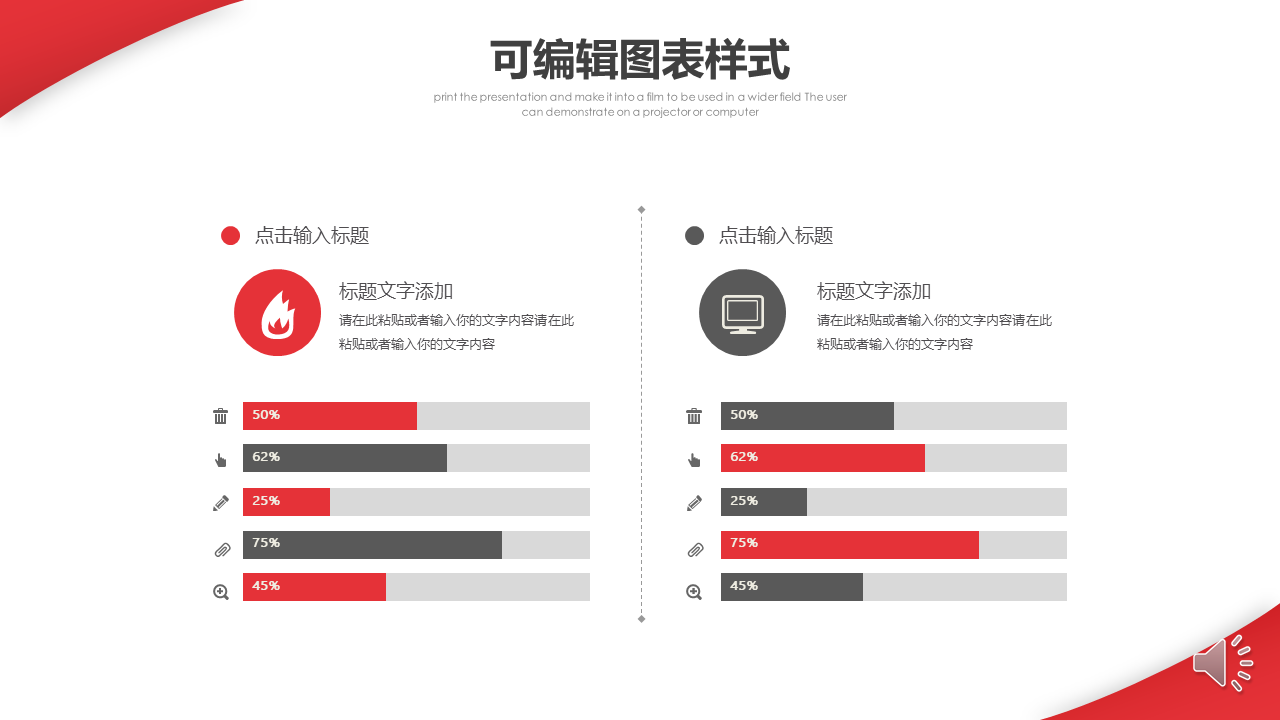 可编辑图表样式
print the presentation and make it into a film to be used in a wider field The user
can demonstrate on a projector or computer
点击输入标题
标题文字添加
请在此粘贴或者输入你的文字内容请在此
粘贴或者输入你的文字内容
50%
62%
25%
75%
45%
点击输入标题
标题文字添加
请在此粘贴或者输入你的文字内容请在此
粘贴或者输入你的文字内容
50%
62%
25%
75%
45%